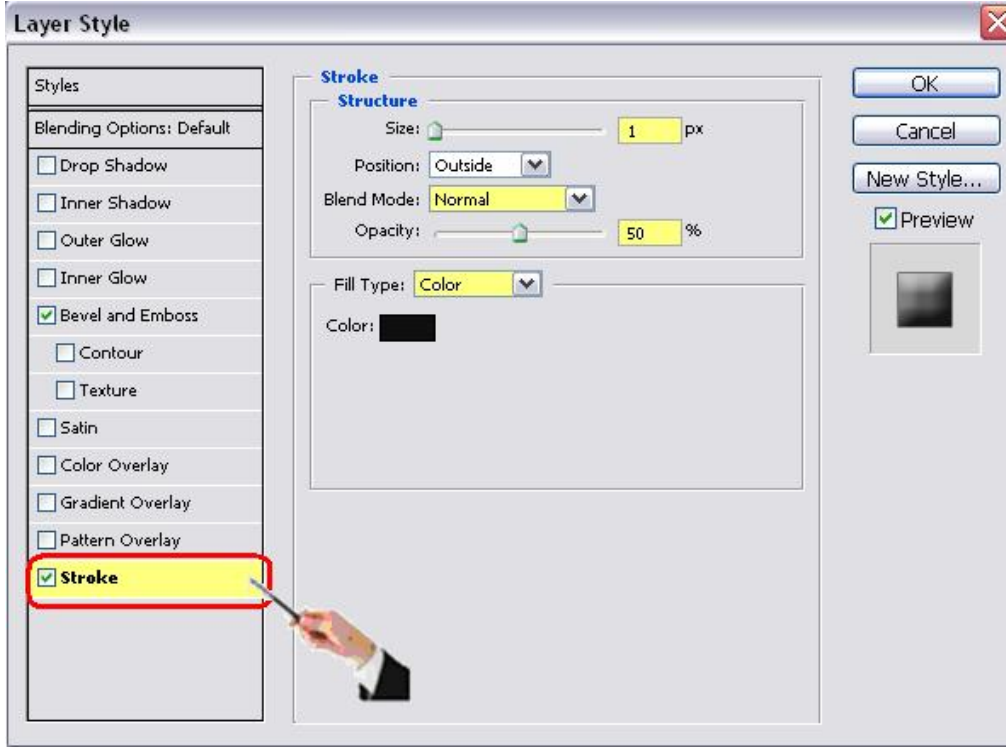 Layer Style
Styles
Blending Options: Default
Drop Shadow
Inner Shadow
Outer Glow
Inner Glow
Bevel and Emboss
Contour
Texture
Satin
Color Overlay
Gradient Overlay
Pattern Overlay
Stroke
Stroke
Structure
Size: 1 px
Position: Outside
Blend Mode: Normal
Opacity: 50 %
Fill Type: Color
Color:
OK
Cancel
New Style...
Preview